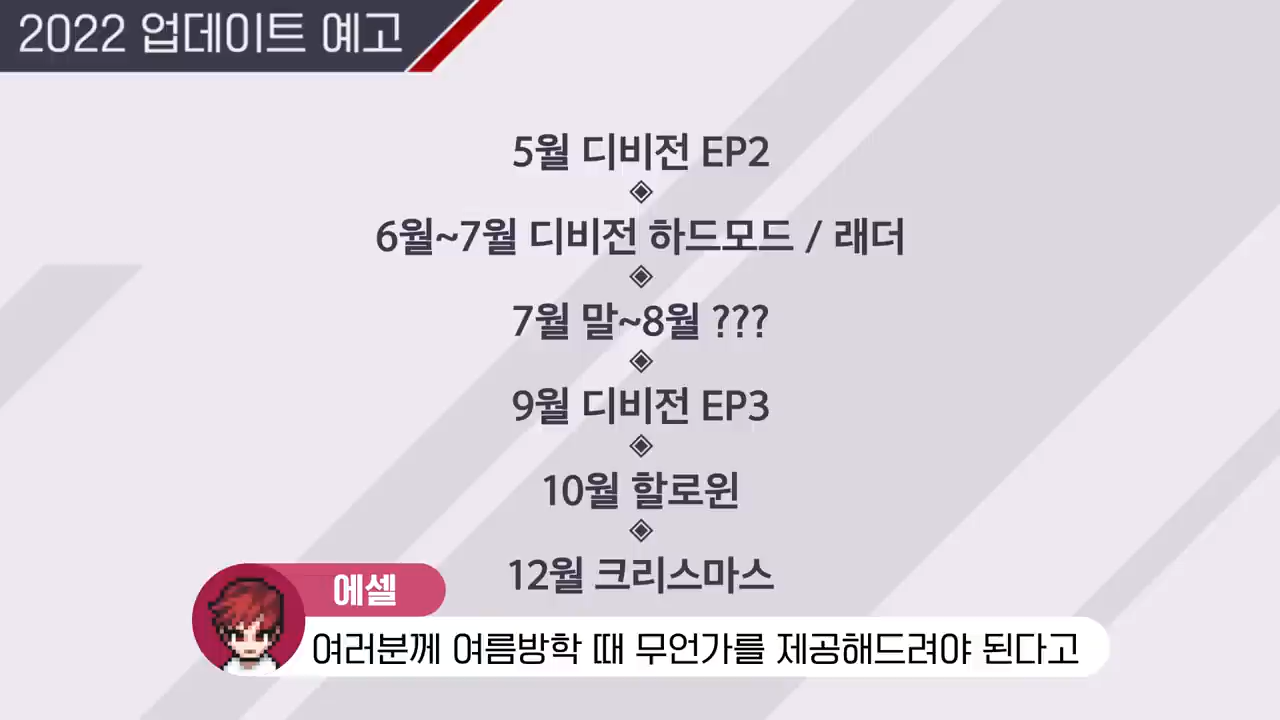 2022 업데이트 예고
5월 디비전 EP2
6월~7월 디비전 하드모드 / 래더
7월 말~8월 ???
9월 디비전 EP3
10월 할로윈
12월 크리스마스
에셀
여러분께 여름방학 때 무언가를 제공해드려야 된다고